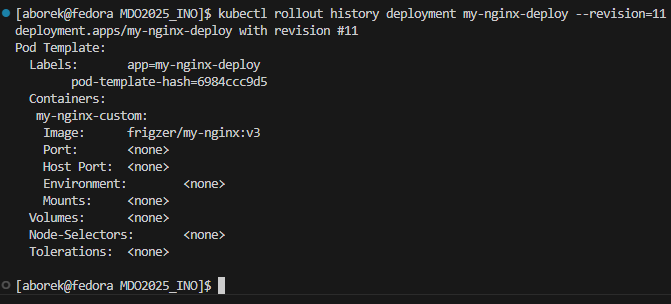 [aborek@fedora MDO2025_INO]$ kubectl rollout history deployment my-nginx-deploy --revision=11
deployment.apps/my-nginx-deploy with revision #11
Pod Template:
  Labels:       app=my-nginx-deploy
        pod-template-hash=6984ccc9d5
  Containers:
   my-nginx-custom:
    Image:      frigzer/my-nginx:v3
    Port:       <none>
    Host Port:  <none>
    Environment:        <none>
    Mounts:     <none>
  Volumes:      <none>
  Node-Selectors:       <none>
  Tolerations:  <none>
[aborek@fedora MDO2025_INO]$